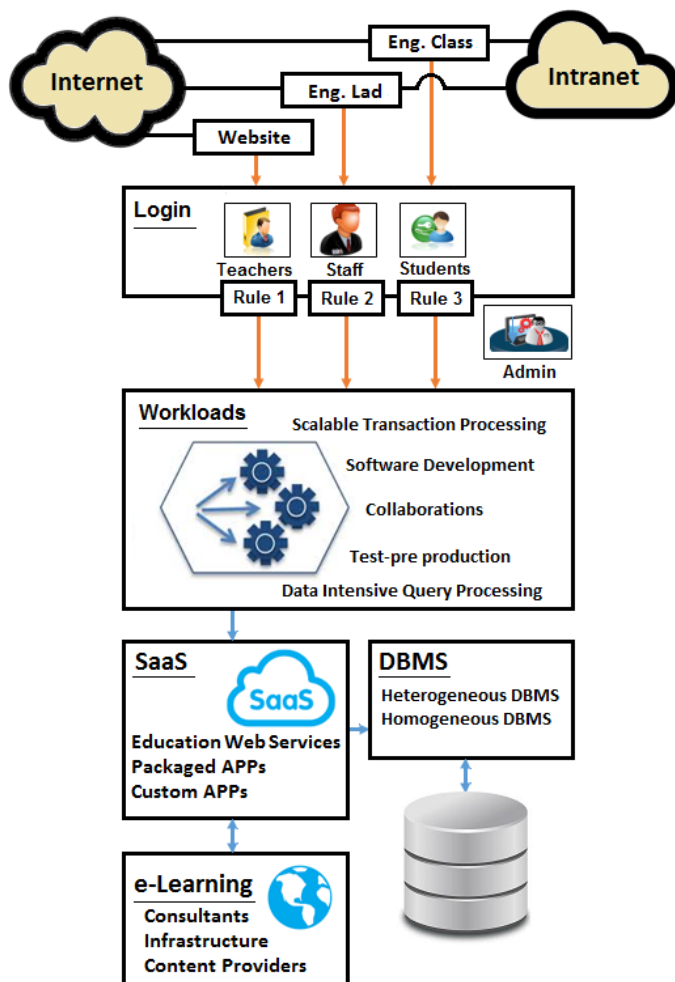 Eng. Class
Internet
Intranet
Eng. Lad
Website
Login
Teachers
Staff
Students
Rule 1
Rule 2
Rule 3
Admin
Workloads
Scalable Transaction Processing
Software Development
Collaborations
Test-pre production
Data Intensive Query Processing
SaaS
SaaS
Education Web Services
Packaged APPs
Custom APPs
DBMS
Heterogeneous DBMS
Homogeneous DBMS
e-Learning
Consultants
Infrastructure
Content Providers